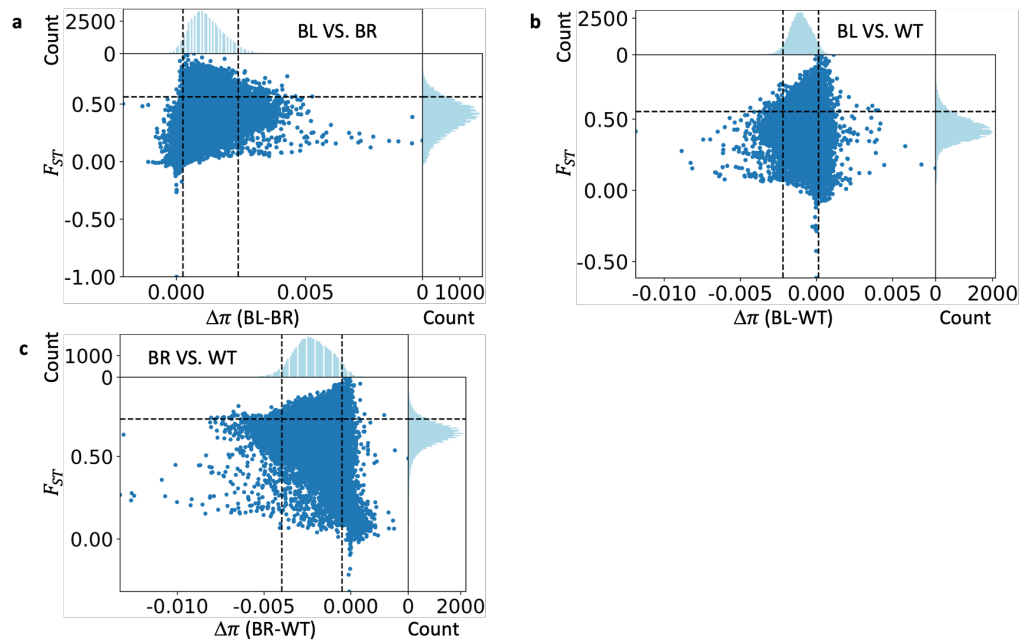 a
Count
2500
0
BL VS. BR
F_ST
0.50
0.00
-0.50
-1.00
0.000
0.005
0
1000
Δπ (BL-BR)
Count
b
Count
2500
0
BL VS. WT
F_ST
0.50
0.00
-0.50
-0.010
-0.005
0.000
0.005
0
2000
Δπ (BL-WT)
Count
c
Count
1000
0
BR VS. WT
F_ST
0.50
0.00
-0.010
-0.005
0.000
0
2000
Δπ (BR-WT)
Count